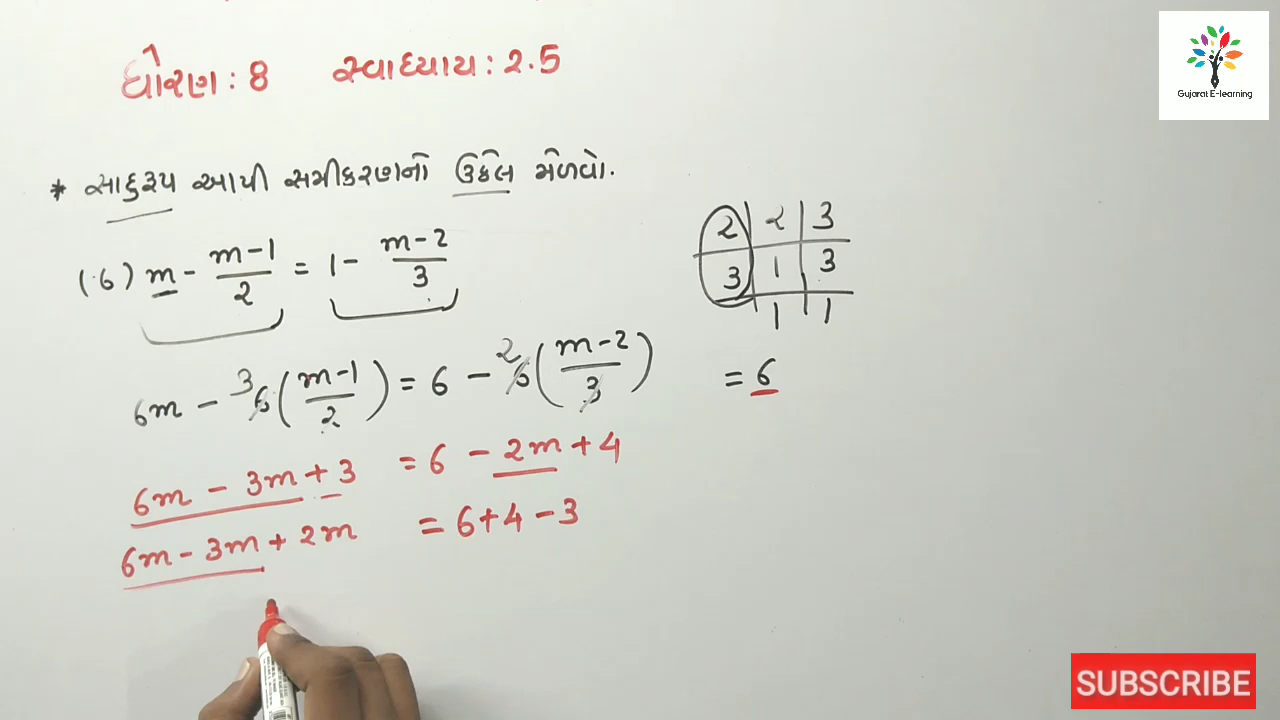 ધોરણ : 8 સ્વાધ્યાય : 2.5
Gujarat E-learning
* સાદુરૂપ આપી સમીકરણનો ઉકેલ મેળવો.
(6) m - (m-1)/2 = 1 - (m-2)/3
2 | 2 | 3
3 | 1 | 3
1 | 1
6m - 3 6((m-1)/2) = 6 - 2 6((m-2)/3)
= 6
6m - 3m + 3 = 6 - 2m + 4
6m - 3m + 2m = 6+4-3
SUBSCRIBE